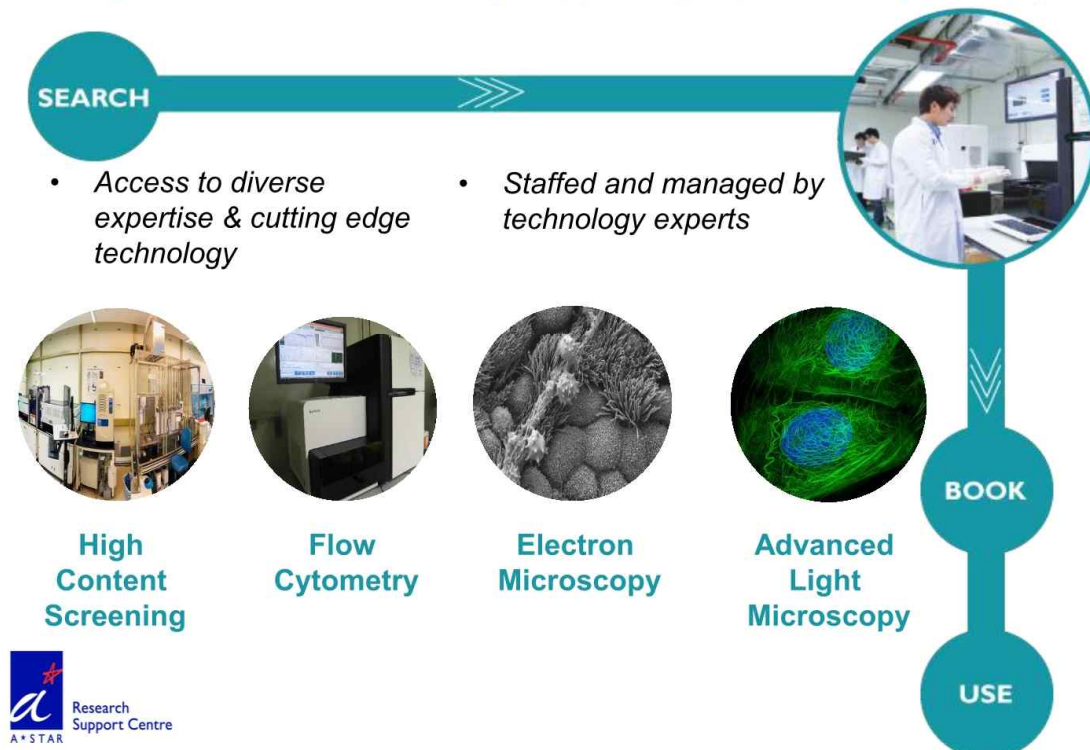 SEARCH
• Access to diverse
expertise & cutting edge
technology
• Staffed and managed by
technology experts
High
Content
Screening
Flow
Cytometry
Electron
Microscopy
Advanced
Light
Microscopy
BOOK
USE
a
A★STAR
Research
Support Centre